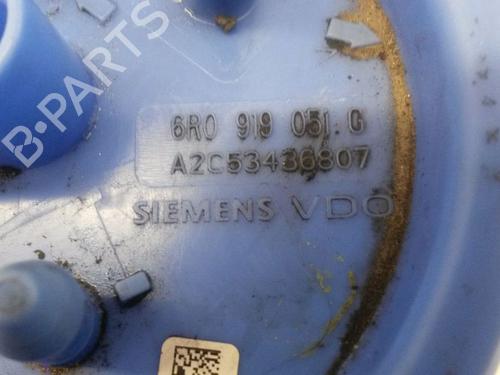 6R0 919 051.G
A2C53436807
SIEMENS VDO
B-PARTS